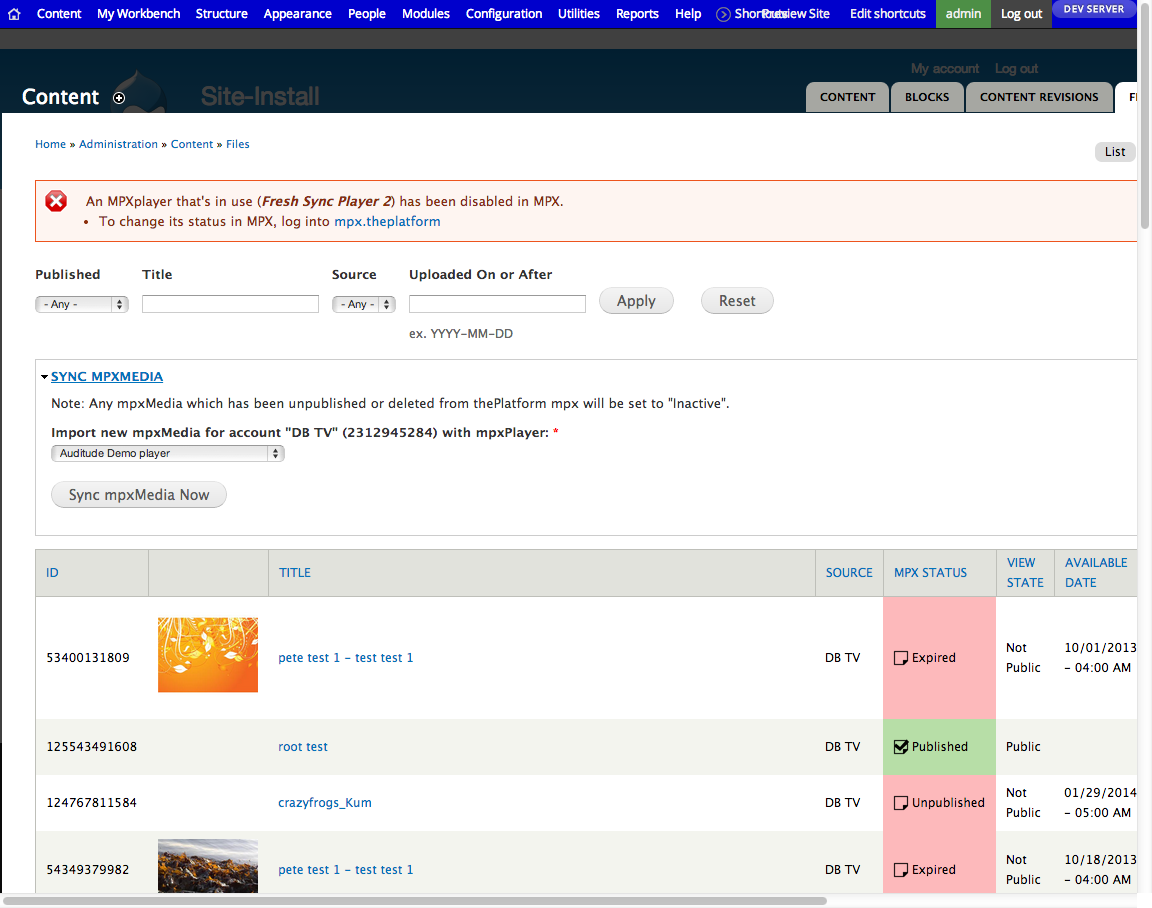 Content My Workbench Structure Appearance People Modules Configuration Utilities Reports Help Shortcuts Preview Site Edit shortcuts admin Log out DEV SERVER
My account Log out
Content Site-Install
CONTENT BLOCKS CONTENT REVISIONS
Home » Administration » Content » Files
List
An MPXplayer that's in use (Fresh Sync Player 2) has been disabled in MPX.
• To change its status in MPX, log into mpx.theplatform
Published Title Source Uploaded On or After
- Any - - Any - Apply Reset
ex. YYYY-MM-DD
SYNC MPXMEDIA
Note: Any mpxMedia which has been unpublished or deleted from thePlatform mpx will be set to "Inactive".
Import new mpxMedia for account "DB TV" (2312945284) with mpxPlayer: *
Auditude Demo player
Sync mpxMedia Now
ID TITLE SOURCE MPX STATUS VIEW STATE AVAILABLE DATE
53400131809 pete test 1 - test test 1 DB TV Expired Not Public 10/01/2013 - 04:00 AM
125543491608 root test DB TV Published Public
124767811584 crazyfrogs_Kum DB TV Unpublished Not Public 01/29/2014 - 05:00 AM
54349379982 pete test 1 - test test 1 DB TV Expired Not Public 10/18/2013 - 04:00 AM